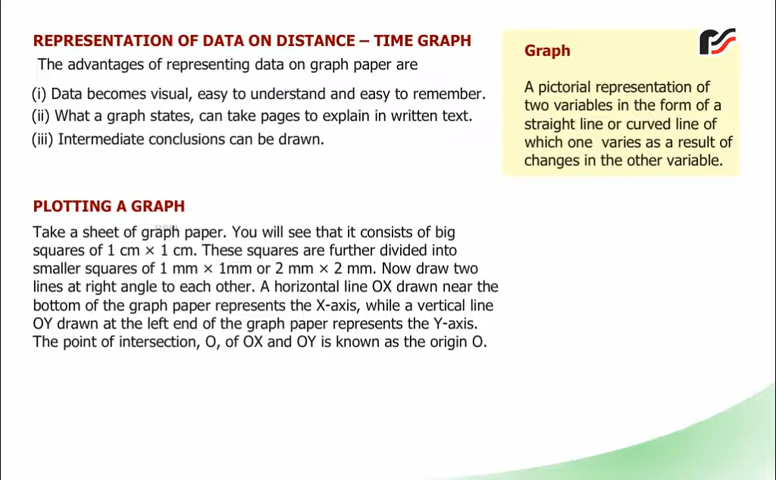 REPRESENTATION OF DATA ON DISTANCE – TIME GRAPH
The advantages of representing data on graph paper are
(i) Data becomes visual, easy to understand and easy to remember.
(ii) What a graph states, can take pages to explain in written text.
(iii) Intermediate conclusions can be drawn.
Graph
A pictorial representation of
two variables in the form of a
straight line or curved line of
which one varies as a result of
changes in the other variable.
PLOTTING A GRAPH
Take a sheet of graph paper. You will see that it consists of big
squares of 1 cm × 1 cm. These squares are further divided into
smaller squares of 1 mm × 1mm or 2 mm × 2 mm. Now draw two
lines at right angle to each other. A horizontal line OX drawn near the
bottom of the graph paper represents the X-axis, while a vertical line
OY drawn at the left end of the graph paper represents the Y-axis.
The point of intersection, O, of OX and OY is known as the origin O.